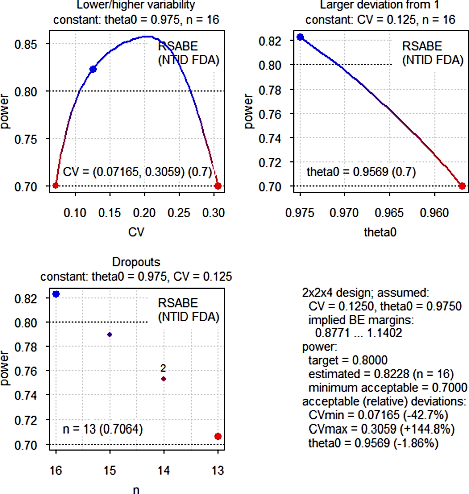 Lower/higher variability
constant: theta0 = 0.975, n = 16
RSABE
(NTID FDA)
power
0.85
0.80
0.75
0.70
CV = (0.07165, 0.3059) (0.7)
0.10 0.15 0.20 0.25 0.30
CV
Larger deviation from 1
constant: CV = 0.125, n = 16
RSABE
(NTID FDA)
power
0.82
0.80
0.78
0.76
0.74
0.72
0.70
theta0 = 0.9569 (0.7)
0.975 0.970 0.965 0.960
theta0
Dropouts
constant: theta0 = 0.975, CV = 0.125
RSABE
(NTID FDA)
power
0.82
0.80
0.78
0.76
0.74
0.72
0.70
2
n = 13 (0.7064)
16 15 14 13
n
2x2x4 design; assumed:
CV = 0.1250, theta0 = 0.9750
implied BE margins:
0.8771 ... 1.1402
power:
target = 0.8000
estimated = 0.8228 (n = 16)
minimum acceptable = 0.7000
acceptable (relative) deviations:
CVmin = 0.07165 (-42.7%)
CVmax = 0.3059 (+144.8%)
theta0 = 0.9569 (-1.86%)